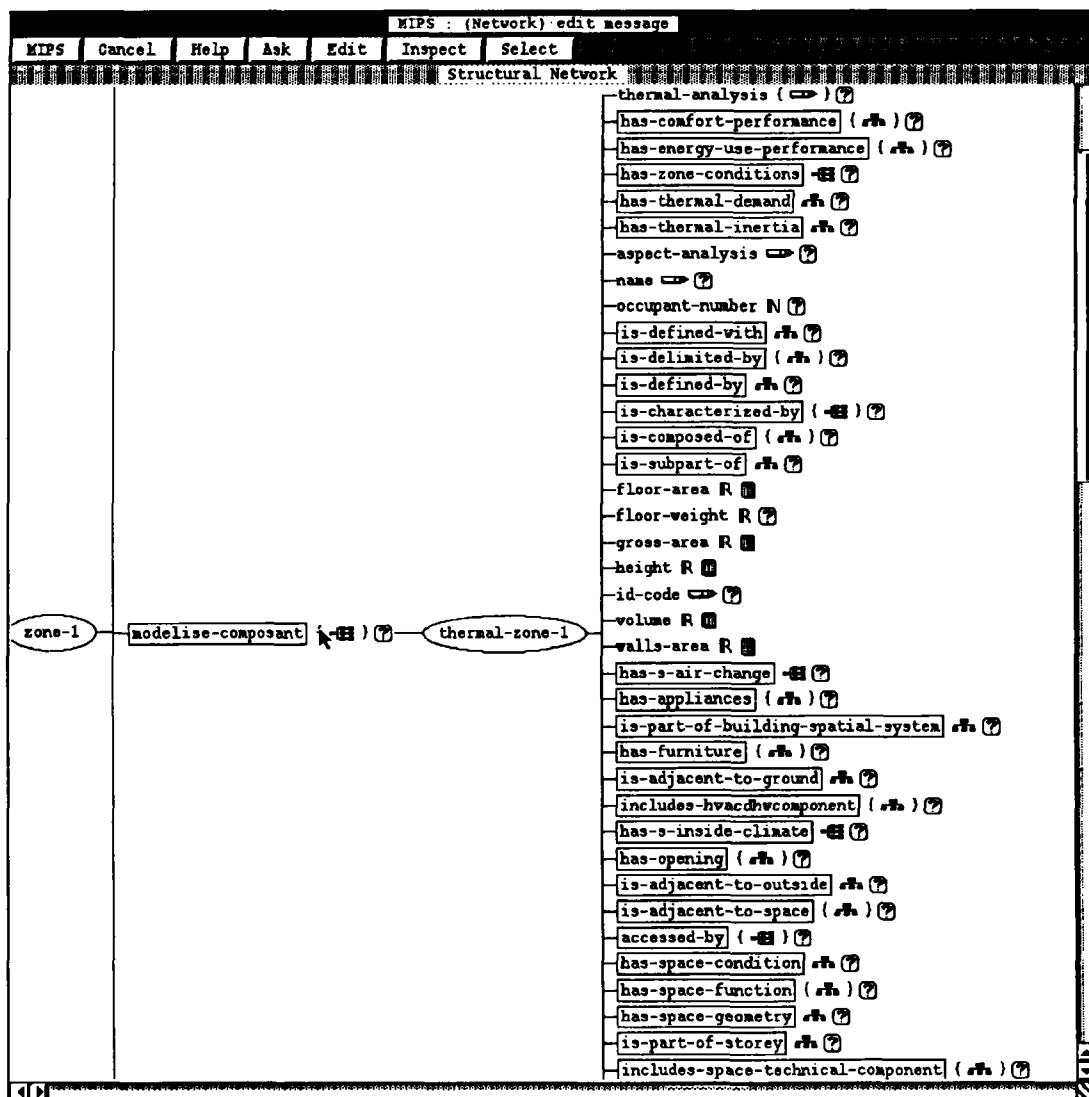 MIPS : (Network) edit message
MIPS Cancel Help Ask Edit Inspect Select
Structural Network
thermal-analysis ( ) ?
has-comfort-performance ( ) ?
has-energy-use-performance ( ) ?
has-zone-conditions ?
has-thermal-demand ?
has-thermal-inertia ?
aspect-analysis ?
name ?
occupant-number N ?
is-defined-with ?
is-delimited-by ( ) ?
is-defined-by ?
is-characterized-by ( ) ?
is-composed-of ( ) ?
is-subpart-of ?
floor-area R
floor-weight R ?
gross-area R
height R
id-code ?
volume R
zone-1 modelise-composant ( ) ? thermal-zone-1
walls-area R
has-s-air-change ?
has-appliances ( ) ?
is-part-of-building-spatial-system ?
has-furniture ( ) ?
is-adjacent-to-ground ?
includes-hvacdhwcomponent ( ) ?
has-s-inside-climate ?
has-opening ( ) ?
is-adjacent-to-outside ?
is-adjacent-to-space ( ) ?
accessed-by ( ) ?
has-space-condition ?
has-space-function ( ) ?
has-space-geometry ?
is-part-of-storey ?
includes-space-technical-component ( ) ?